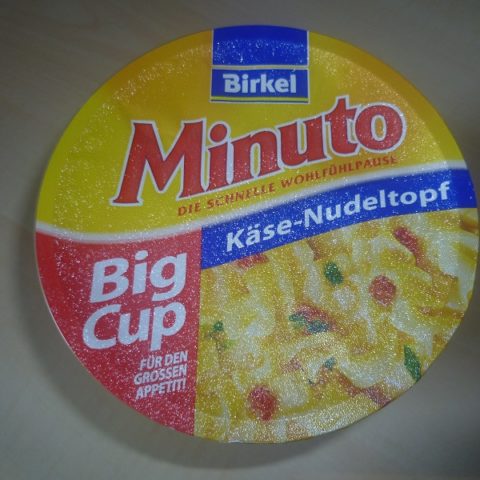 Birkel
Minuto
DIE SCHNELLE WOHLFÜHLPAUSE
Käse-Nudeltopf
Big
Cup
FÜR DEN
GROSSEN
APPETIT!